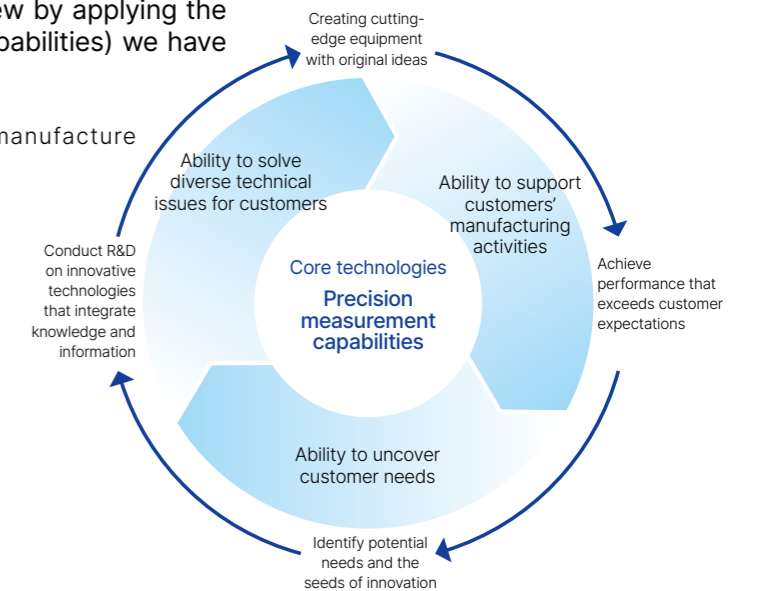 ew by applying the
pabilities) we have
manufacture
Creating cutting-
edge equipment
with original ideas
Ability to solve
diverse technical
issues for customers
Ability to support
customers’
manufacturing
activities
Conduct R&D
on innovative
technologies
that integrate
knowledge and
information
Core technologies
Precision
measurement
capabilities
Achieve
performance that
exceeds customer
expectations
Ability to uncover
customer needs
Identify potential
needs and the
seeds of innovation